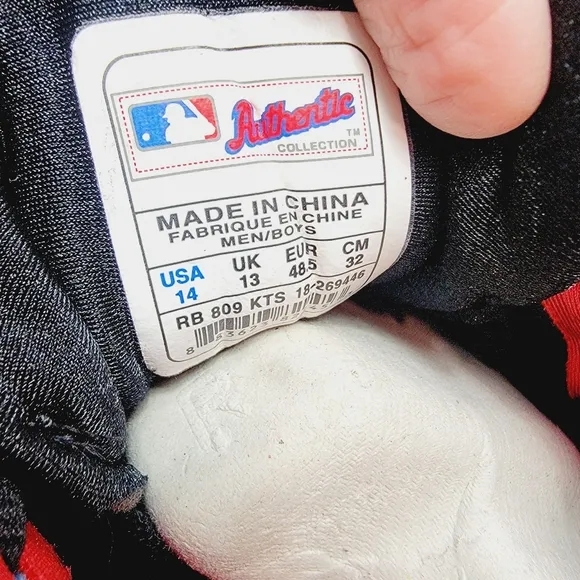 Authentic
TM
COLLECTION
MADE IN CHINA
FABRIQUE EN CHINE
MEN/BOYS
USA UK EUR CM
14 13 48.5 32
RB 809 KTS